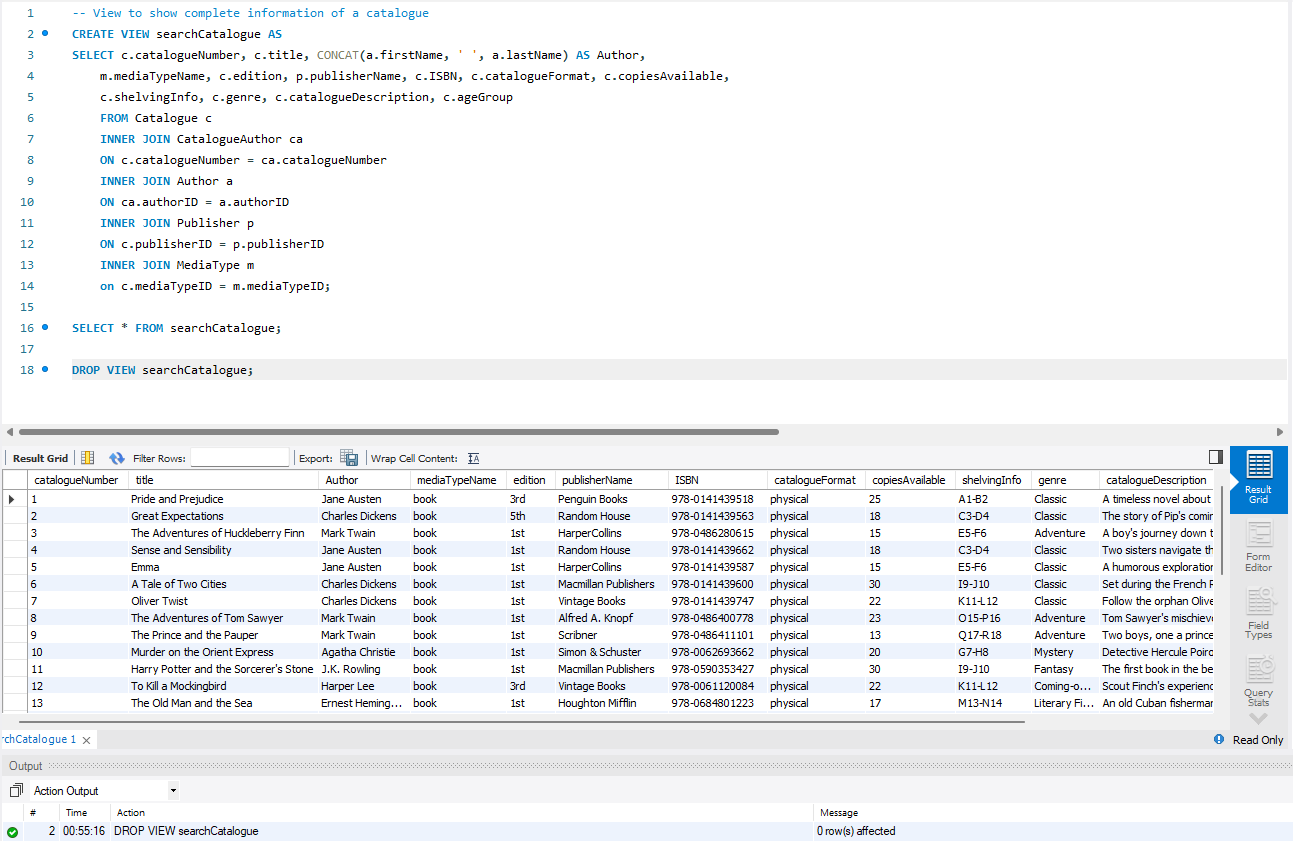 1 -- View to show complete information of a catalogue
2 CREATE VIEW searchCatalogue AS
3 SELECT c.catalogueNumber, c.title, CONCAT(a.firstName, ' ', a.lastName) AS Author,
4 m.mediaTypeName, c.edition, p.publisherName, c.ISBN, c.catalogueFormat, c.copiesAvailable,
5 c.shelvingInfo, c.genre, c.catalogueDescription, c.ageGroup
6 FROM Catalogue c
7 INNER JOIN CatalogueAuthor ca
8 ON c.catalogueNumber = ca.catalogueNumber
9 INNER JOIN Author a
10 ON ca.authorID = a.authorID
11 INNER JOIN Publisher p
12 ON c.publisherID = p.publisherID
13 INNER JOIN MediaType m
14 on c.mediaTypeID = m.mediaTypeID;
15
16 SELECT * FROM searchCatalogue;
17
18 DROP VIEW searchCatalogue;
Result Grid Filter Rows: Export: Wrap Cell Content:
catalogueNumber title Author mediaTypeName edition publisherName ISBN catalogueFormat copiesAvailable shelvingInfo genre catalogueDescription
1 Pride and Prejudice Jane Austen book 3rd Penguin Books 978-0141439518 physical 25 A1-B2 Classic A timeless novel about
2 Great Expectations Charles Dickens book 5th Random House 978-0141439563 physical 18 C3-D4 Classic The story of Pip's comin
3 The Adventures of Huckleberry Finn Mark Twain book 1st HarperCollins 978-0486280615 physical 15 E5-F6 Adventure A boy's journey down t
4 Sense and Sensibility Jane Austen book 1st Random House 978-0141439662 physical 18 C3-D4 Classic Two sisters navigate th
5 Emma Jane Austen book 1st HarperCollins 978-0141439587 physical 15 E5-F6 Classic A humorous exploration
6 A Tale of Two Cities Charles Dickens book 1st Macmillan Publishers 978-0141439600 physical 30 I9-J10 Classic Set during the French R
7 Oliver Twist Charles Dickens book 1st Vintage Books 978-0141439747 physical 22 K11-L12 Classic Follow the orphan Olive
8 The Adventures of Tom Sawyer Mark Twain book 1st Alfred A. Knopf 978-0486400778 physical 23 O15-P16 Adventure Tom Sawyer's mischiev
9 The Prince and the Pauper Mark Twain book 1st Scribner 978-0486411101 physical 13 Q17-R18 Adventure Two boys, one a prince
10 Murder on the Orient Express Agatha Christie book 1st Simon & Schuster 978-0062693662 physical 20 G7-H8 Mystery Detective Hercule Poiro
11 Harry Potter and the Sorcerer's Stone J.K. Rowling book 1st Macmillan Publishers 978-0590353427 physical 30 I9-J10 Fantasy The first book in the be
12 To Kill a Mockingbird Harper Lee book 3rd Vintage Books 978-0061120084 physical 22 K11-L12 Coming-o... Scout Finch's experienc
13 The Old Man and the Sea Ernest Heming... book 1st Houghton Mifflin 978-0684801223 physical 17 M13-N14 Literary Fi... An old Cuban fisherman
Result
Grid
Form
Editor
Field
Types
Query
Stats
rchCatalogue 1 Read Only
Output
Action Output
# Time Action Message
2 00:55:16 DROP VIEW searchCatalogue 0 row(s) affected